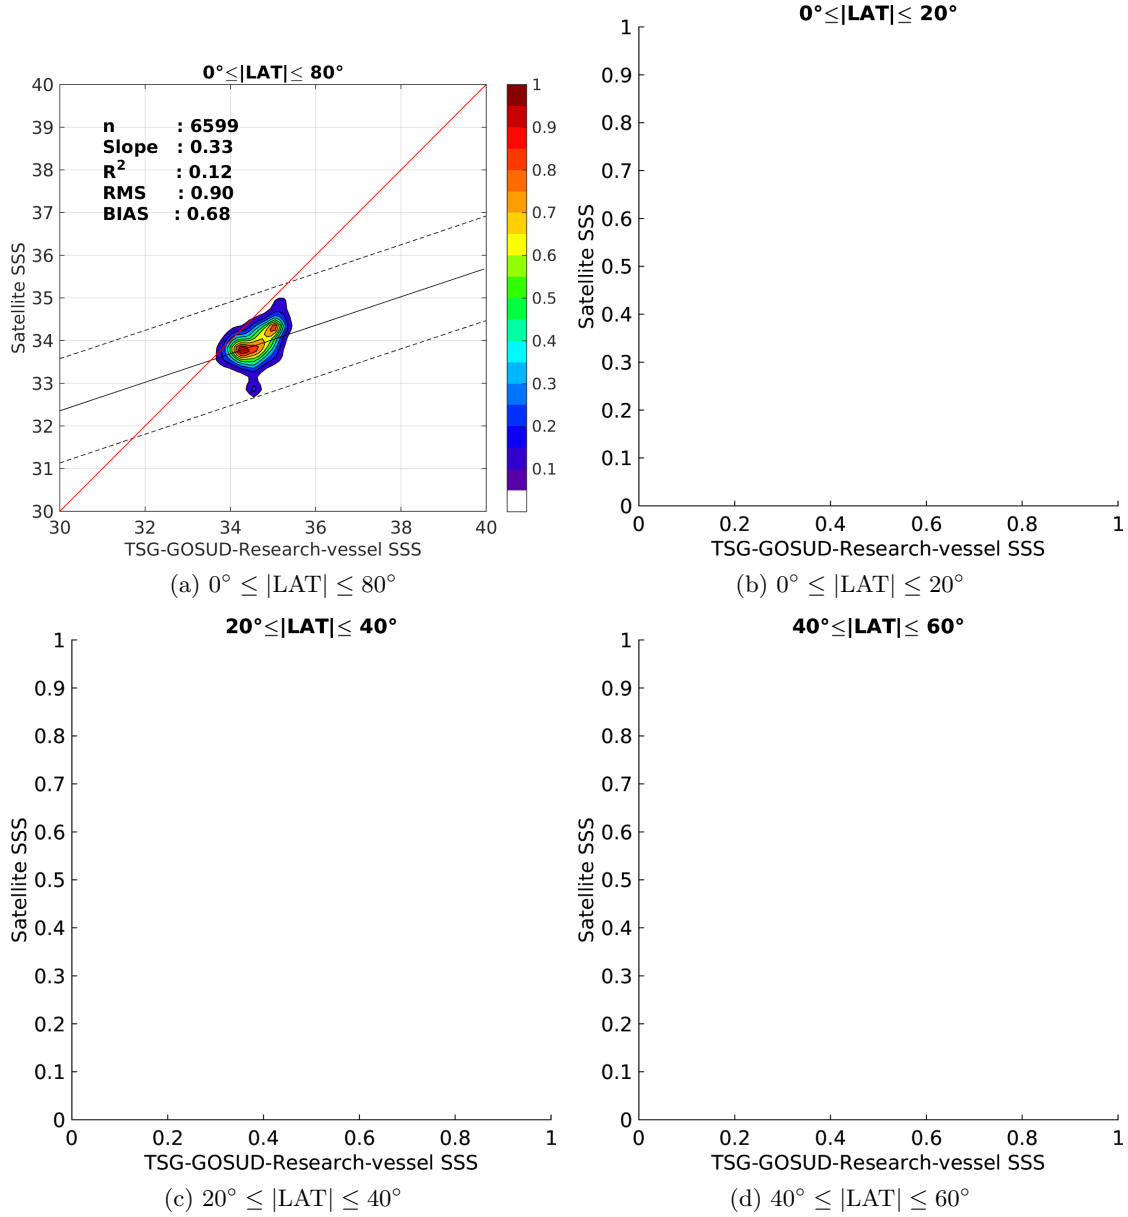 0°≤|LAT|≤ 80°
40
39
38
37
36
35
34
33
32
31
30
Satellite SSS
n : 6599
Slope : 0.33
R² : 0.12
RMS : 0.90
BIAS : 0.68
30 32 34 36 38 40
TSG-GOSUD-Research-vessel SSS
1
0.9
0.8
0.7
0.6
0.5
0.4
0.3
0.2
0.1
(a) 0° ≤ |LAT| ≤ 80°
0°≤|LAT|≤ 20°
1
0.9
0.8
0.7
0.6
0.5
0.4
0.3
0.2
0.1
0
Satellite SSS
0 0.2 0.4 0.6 0.8 1
TSG-GOSUD-Research-vessel SSS
(b) 0° ≤ |LAT| ≤ 20°
20°≤|LAT|≤ 40°
1
0.9
0.8
0.7
0.6
0.5
0.4
0.3
0.2
0.1
0
Satellite SSS
0 0.2 0.4 0.6 0.8 1
TSG-GOSUD-Research-vessel SSS
(c) 20° ≤ |LAT| ≤ 40°
40°≤|LAT|≤ 60°
1
0.9
0.8
0.7
0.6
0.5
0.4
0.3
0.2
0.1
0
Satellite SSS
0 0.2 0.4 0.6 0.8 1
TSG-GOSUD-Research-vessel SSS
(d) 40° ≤ |LAT| ≤ 60°